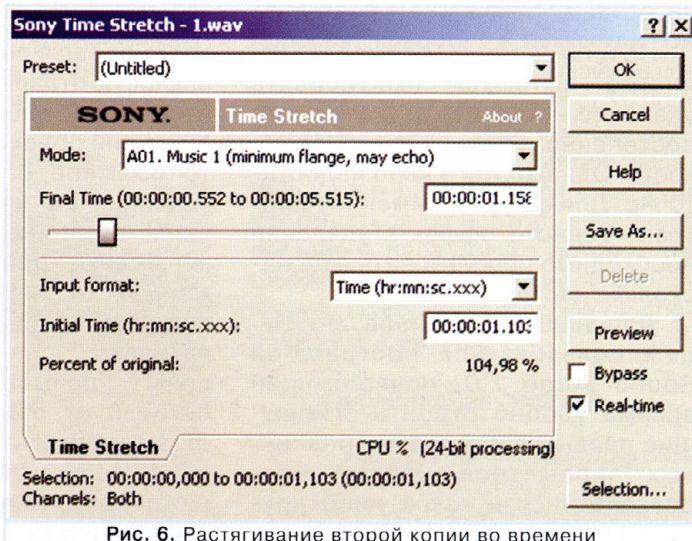 Sony Time Stretch - 1.wav
Preset: (Untitled)
OK
SONY. Time Stretch About ?
Cancel
Mode: A01. Music 1 (minimum flange, may echo)
Help
Final Time (00:00:00.552 to 00:00:05.515): 00:00:01.158
Save As...
Input format: Time (hr:mn:sc.xxx)
Delete
Initial Time (hr:mn:sc.xxx): 00:00:01.103
Preview
Percent of original: 104,98 %
Bypass
Real-time
Time Stretch CPU % (24-bit processing)
Selection: 00:00:00,000 to 00:00:01,103 (00:00:01,103)
Channels: Both
Selection...
Рис. 6. Растягивание второй копии во времени